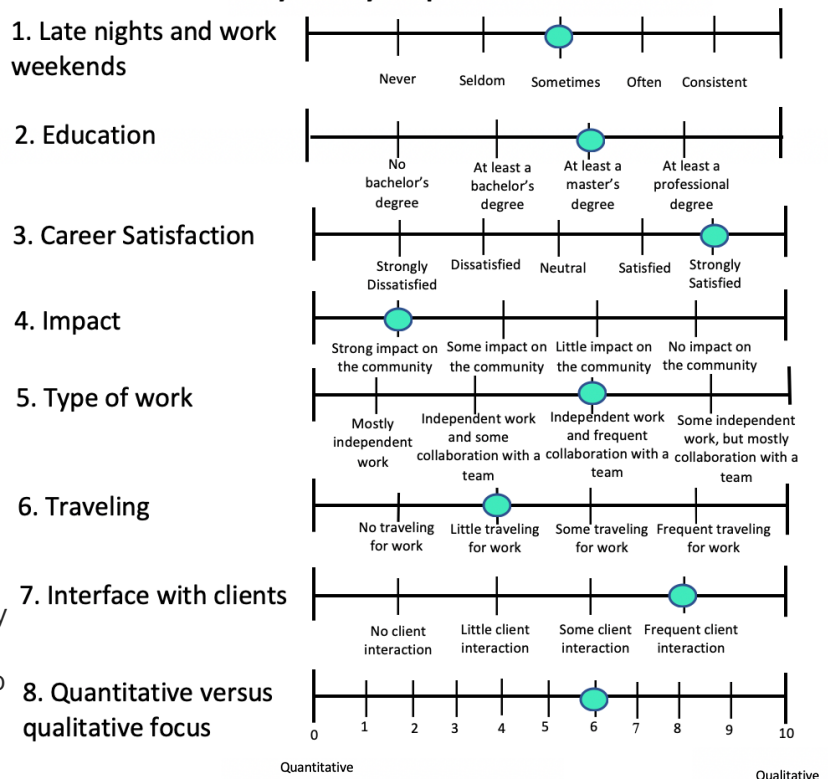 1. Late nights and work
weekends
Never Seldom Sometimes Often Consistent
2. Education
No
bachelor's
degree
At least a
bachelor's
degree
At least a
master's
degree
At least a
professional
degree
3. Career Satisfaction
Strongly
Dissatisfied
Dissatisfied
Neutral
Satisfied
Strongly
Satisfied
4. Impact
Strong impact on
the community
Some impact on
the community
Little impact on
the community
No impact on
the community
5. Type of work
Mostly
independent
work
Independent work
and some
collaboration with a
team
Independent work
and frequent
collaboration with a
team
Some independent
work, but mostly
collaboration with a
team
6. Traveling
No traveling
for work
Little traveling
for work
Some traveling
for work
Frequent traveling
for work
7. Interface with clients
No client
interaction
Little client
interaction
Some client
interaction
Frequent client
interaction
8. Quantitative versus
qualitative focus
0 1 2 3 4 5 6 7 8 9 10
Quantitative
Qualitative